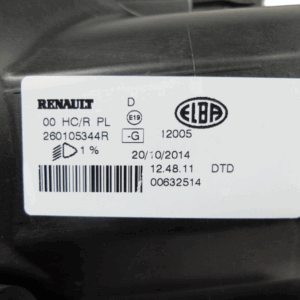 RENAULT D ELBA
00 HC/R PL E19
260105344R -G 12005
1% 20/10/2014
12.48.11 DTD
00632514